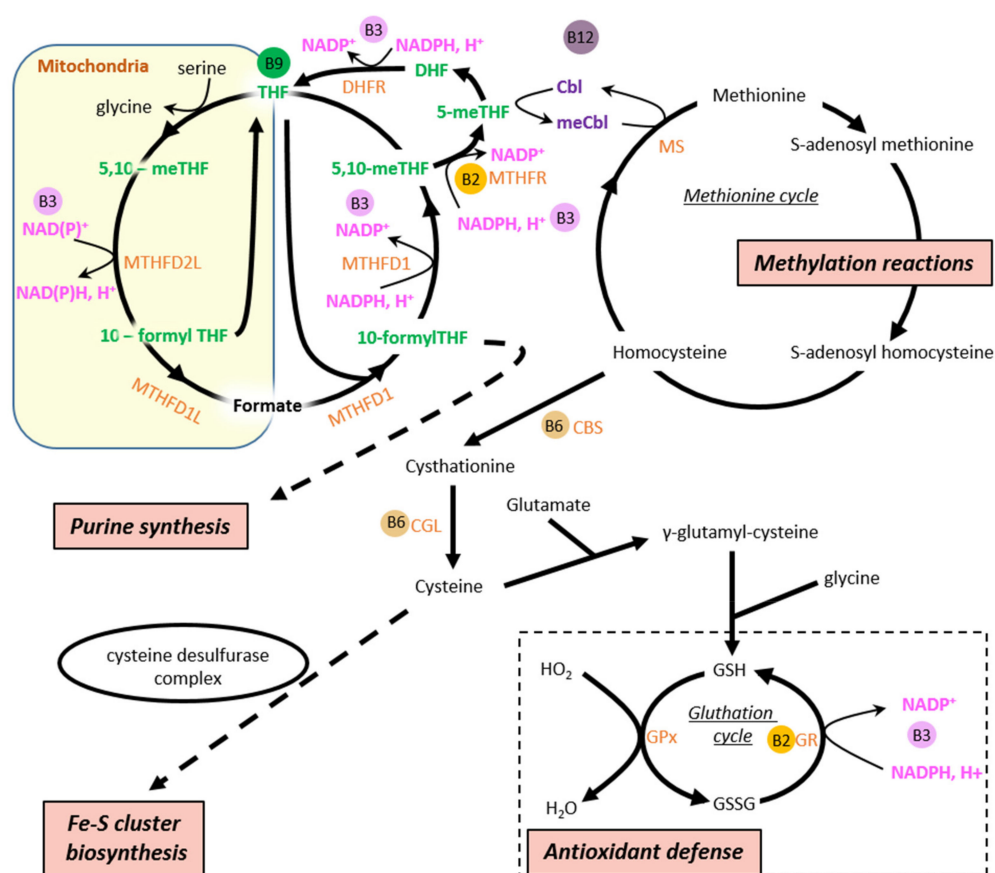 B3
B12
NADP⁺
NADPH, H⁺
Mitochondria
serine
B9
DHF
THF
DHFR
Cbl
Methionine
glycine
5-meTHF
meCbl
MS
S-adenosyl methionine
5,10 – meTHF
5,10-meTHF
NADP⁺
B2
MTHFR
Methionine cycle
B3
B3
NADPH, H⁺
B3
NAD(P)⁺
NADP⁺
MTHFD2L
MTHFD1
Methylation reactions
NAD(P)H, H⁺
NADPH, H⁺
10 – formyl THF
10-formylTHF
Homocysteine
S-adenosyl homocysteine
MTHFD1L
Formate
MTHFD1
B6
CBS
Cysthationine
Purine synthesis
B6
CGL
Glutamate
γ-glutamyl-cysteine
Cysteine
glycine
cysteine desulfurase
complex
HO₂
GSH
Gluthation
cycle
GPx
B2
GR
NADP⁺
B3
NADPH, H+
H₂O
GSSG
Fe-S cluster
biosynthesis
Antioxidant defense